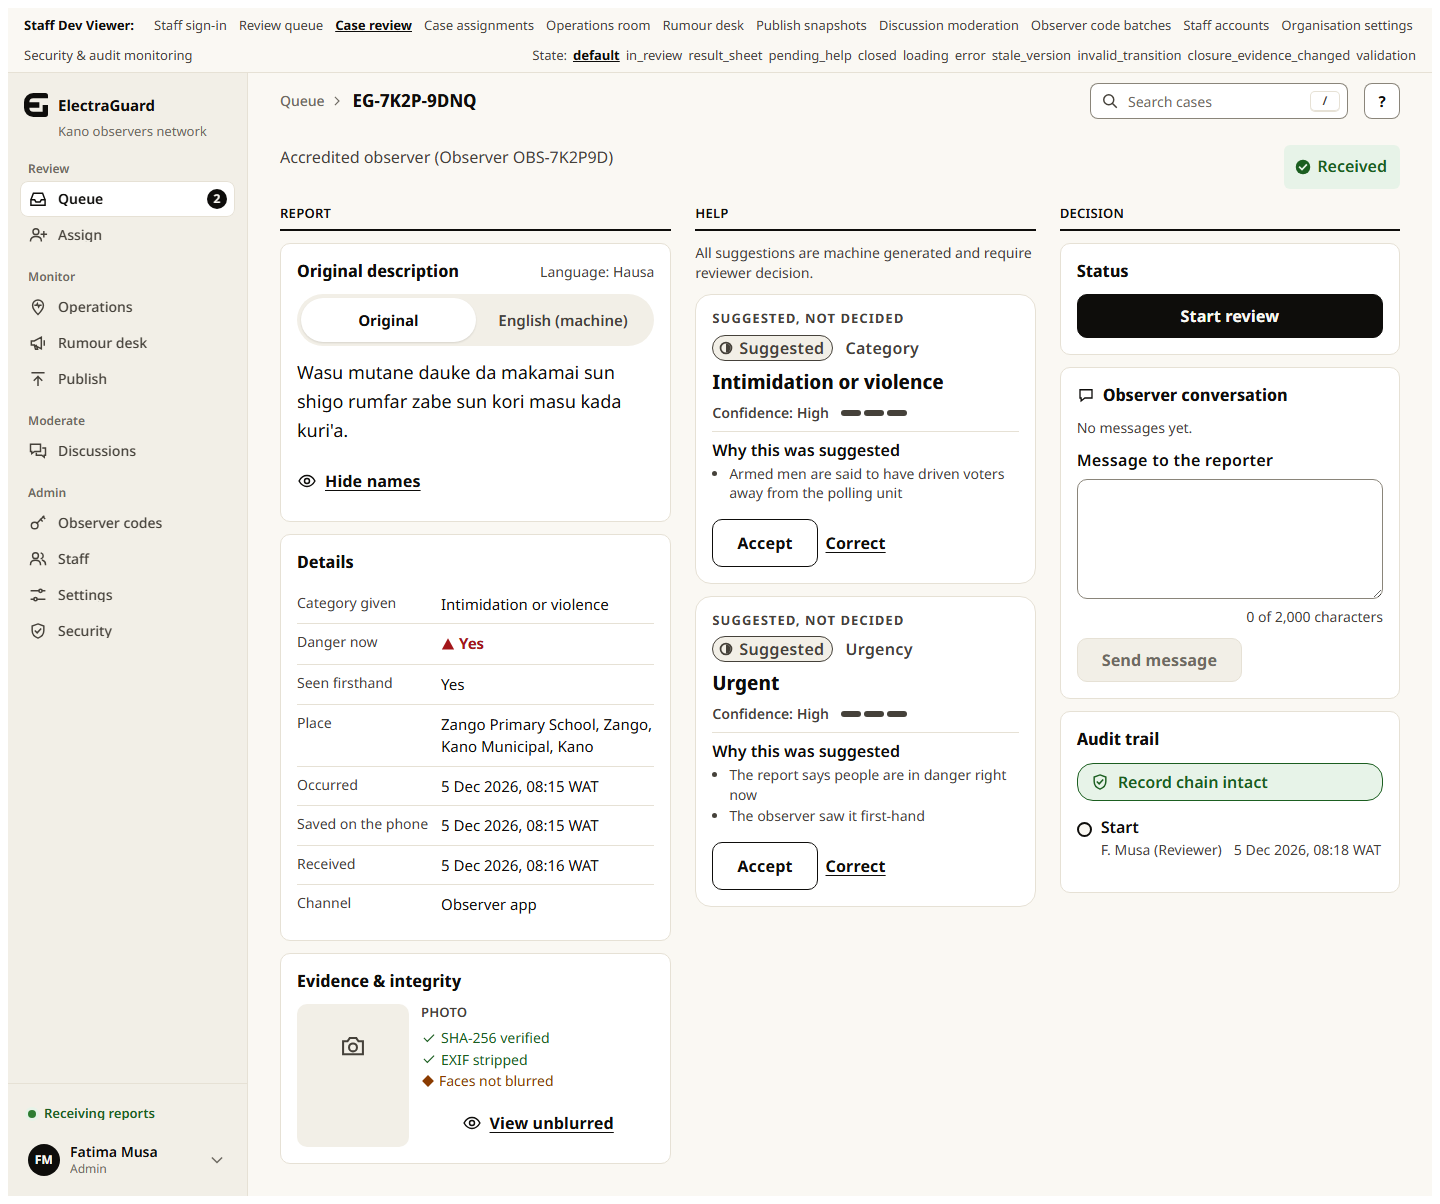 Staff Dev Viewer: Staff sign-in Review queue Case review Case assignments Operations room Rumour desk Publish snapshots Discussion moderation Observer code batches Staff accounts Organisation settings
Security & audit monitoring State: default in_review result_sheet pending_help closed loading error stale_version invalid_transition closure_evidence_changed validation
ElectraGuard
Kano observers network
Review
Queue 2
Assign
Monitor
Operations
Rumour desk
Publish
Moderate
Discussions
Admin
Observer codes
Staff
Settings
Security
Receiving reports
FM Fatima Musa
Admin
Queue EG-7K2P-9DNQ
Search cases /
?
Accredited observer (Observer OBS-7K2P9D)
Received
REPORT
Original description Language: Hausa
Original English (machine)
Wasu mutane dauke da makamai sun
shigo rumfar zabe sun kori masu kada
kuri'a.
Hide names
Details
Category given Intimidation or violence
Danger now Yes
Seen firsthand Yes
Place Zango Primary School, Zango,
Kano Municipal, Kano
Occurred 5 Dec 2026, 08:15 WAT
Saved on the phone 5 Dec 2026, 08:15 WAT
Received 5 Dec 2026, 08:16 WAT
Channel Observer app
Evidence & integrity
PHOTO
SHA-256 verified
EXIF stripped
Faces not blurred
View unblurred
HELP
All suggestions are machine generated and require
reviewer decision.
SUGGESTED, NOT DECIDED
Suggested Category
Intimidation or violence
Confidence: High
Why this was suggested
Armed men are said to have driven voters
away from the polling unit
Accept Correct
SUGGESTED, NOT DECIDED
Suggested Urgency
Urgent
Confidence: High
Why this was suggested
The report says people are in danger right
now
The observer saw it first-hand
Accept Correct
DECISION
Status
Start review
Observer conversation
No messages yet.
Message to the reporter
0 of 2,000 characters
Send message
Audit trail
Record chain intact
Start
F. Musa (Reviewer) 5 Dec 2026, 08:18 WAT